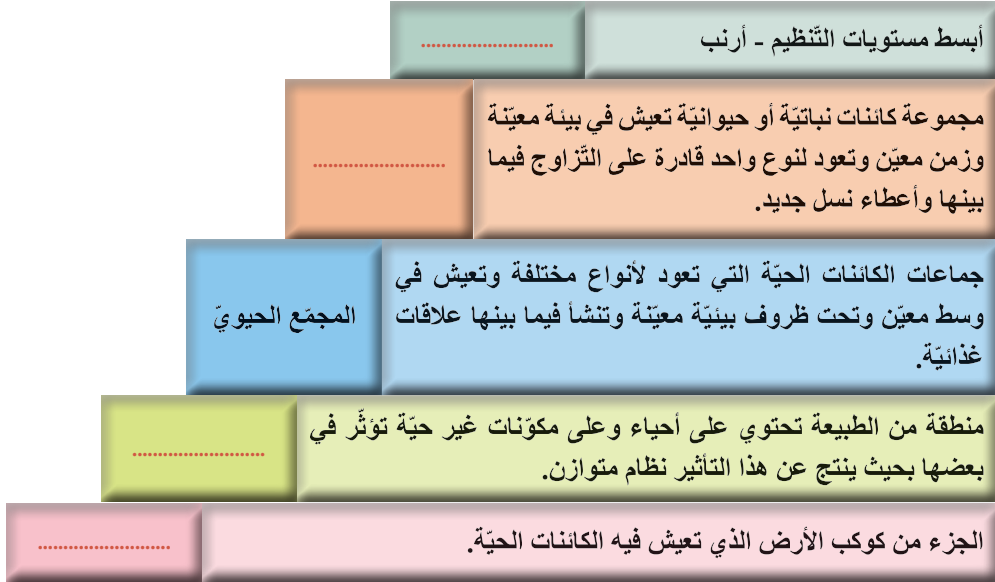 أبسط مستويات التّنظيم - أرنب
..........................
مجموعة كائنات نباتيّة أو حيوانيّة تعيش في بيئة معيّنة
وزمن معيّن وتعود لنوع واحد قادرة على التّزاوج فيما
بينها وأعطاء نسل جديد.
..........................
جماعات الكائنات الحيّة التي تعود لأنواع مختلفة وتعيش في
وسط معيّن وتحت ظروف بيئيّة معيّنة وتنشأ فيما بينها علاقات
غذائيّة.
المجمّع الحيويّ
منطقة من الطبيعة تحتوي على أحياء وعلى مكوّنات غير حيّة تؤثّر في
بعضها بحيث ينتج عن هذا التأثير نظام متوازن.
..........................
الجزء من كوكب الأرض الذي تعيش فيه الكائنات الحيّة.
..........................